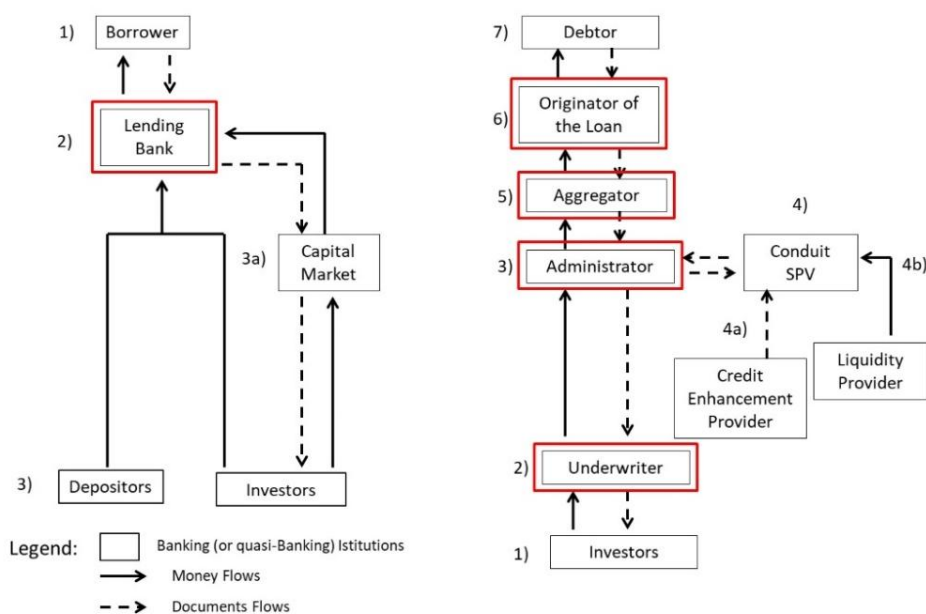 1)
Borrower
2)
Lending
Bank
3a)
Capital
Market
3)
Depositors
Investors
7)
Debtor
6)
Originator of
the Loan
5)
Aggregator
3)
Administrator
4)
Conduit
SPV
4b)
4a)
Credit
Enhancement
Provider
Liquidity
Provider
2)
Underwriter
1)
Investors
Legend:
Banking (or quasi-Banking) Istitutions
Money Flows
Documents Flows